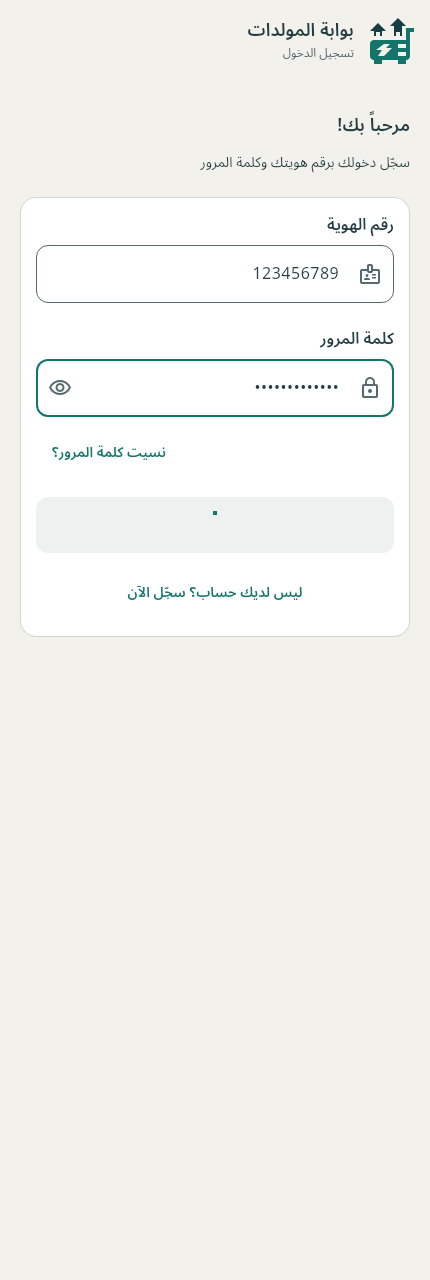 بوابة المولدات
تسجيل الدخول
مرحباً بك!
سجّل دخولك برقم هويتك وكلمة المرور
رقم الهوية
123456789
كلمة المرور
•••••••••••••
نسيت كلمة المرور؟
ليس لديك حساب؟ سجّل الآن